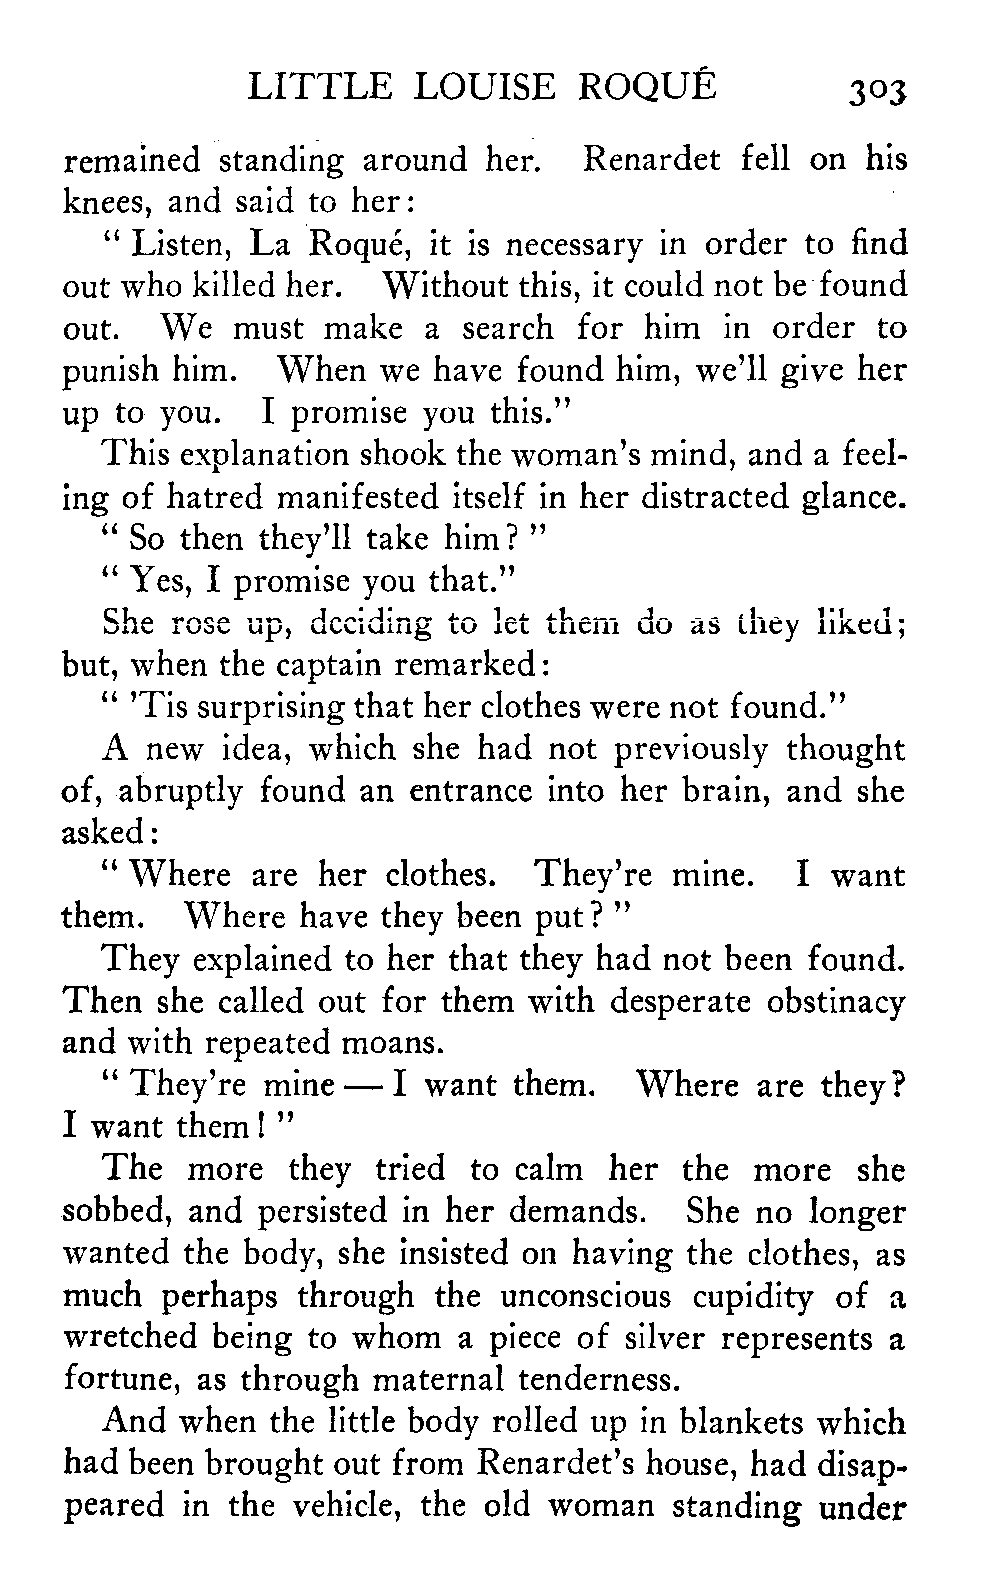 LITTLE LOUISE ROQUÉ 303
remained standing around her. Renardet fell on his
knees, and said to her:
" Listen, La Roqué, it is necessary in order to find
out who killed her. Without this, it could not be found
out. We must make a search for him in order to
punish him. When we have found him, we'll give her
up to you. I promise you this."
This explanation shook the woman's mind, and a feel-
ing of hatred manifested itself in her distracted glance.
" So then they'll take him? "
" Yes, I promise you that."
She rose up, deciding to let them do as they liked;
but, when the captain remarked:
" 'Tis surprising that her clothes were not found."
A new idea, which she had not previously thought
of, abruptly found an entrance into her brain, and she
asked:
" Where are her clothes. They're mine. I want
them. Where have they been put? "
They explained to her that they had not been found.
Then she called out for them with desperate obstinacy
and with repeated moans.
" They're mine — I want them. Where are they?
I want them! "
The more they tried to calm her the more she
sobbed, and persisted in her demands. She no longer
wanted the body, she insisted on having the clothes, as
much perhaps through the unconscious cupidity of a
wretched being to whom a piece of silver represents a
fortune, as through maternal tenderness.
And when the little body rolled up in blankets which
had been brought out from Renardet's house, had disap-
peared in the vehicle, the old woman standing under